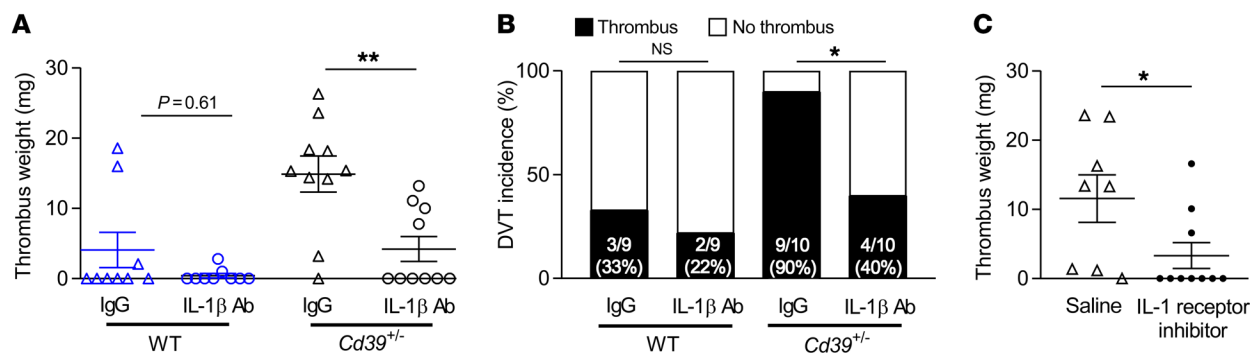 A
Thrombus weight (mg)
30
20
10
0
P = 0.61
**
IgG
IL-1β Ab
IgG
IL-1β Ab
WT
Cd39+/-
B
Thrombus
No thrombus
DVT incidence (%)
100
50
0
NS
*
3/9
(33%)
2/9
(22%)
9/10
(90%)
4/10
(40%)
IgG
IL-1β Ab
IgG
IL-1β Ab
WT
Cd39+/-
C
Thrombus weight (mg)
30
20
10
0
*
Saline
IL-1 receptor
inhibitor